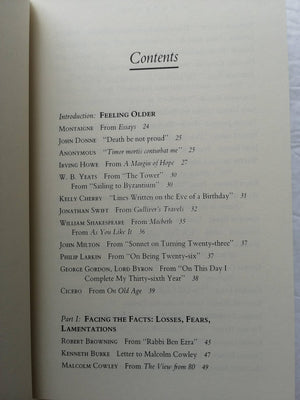 Contents
Introduction: FEELING OLDER
MONTAIGNE From Essays 24
JOHN DONNE "Death be not proud" 25
ANONYMOUS "Timor mortis conturbat me" 25
IRVING HOWE From A Margin of Hope 27
W. B. YEATS From "The Tower" 30
From "Sailing to Byzantium" 30
KELLY CHERRY "Lines Written on the Eve of a Birthday" 31
JONATHAN SWIFT From Gulliver's Travels 32
WILLIAM SHAKESPEARE From Macbeth 35
From As You Like It 36
JOHN MILTON From "Sonnet on Turning Twenty-three" 37
PHILIP LARKIN From "On Being Twenty-six" 37
GEORGE GORDON, LORD BYRON From "On This Day I
Complete My Thirty-sixth Year" 38
CICERO From On Old Age 39
Part I: FACING THE FACTS: LOSSES, FEARS,
LAMENTATIONS
ROBERT BROWNING From "Rabbi Ben Ezra" 45
KENNETH BURKE Letter to Malcolm Cowley 47
MALCOLM COWLEY From The View from 80 49